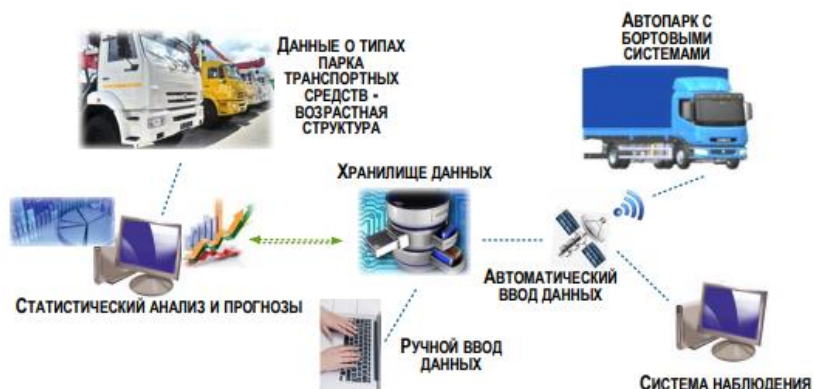 ДАННЫЕ О ТИПАХ
ПАРКА
ТРАНСПОРТНЫХ
СРЕДСТВ -
ВОЗРАСТНАЯ
СТРУКТУРА
АВТОПАРК С
БОРТОВЫМИ
СИСТЕМАМИ
ХРАНИЛИЩЕ ДАННЫХ
СТАТИСТИЧЕСКИЙ АНАЛИЗ И ПРОГНОЗЫ
АВТОМАТИЧЕСКИЙ
ВВОД ДАННЫХ
РУЧНОЙ ВВОД
ДАННЫХ
СИСТЕМА НАБЛЮДЕНИЯ